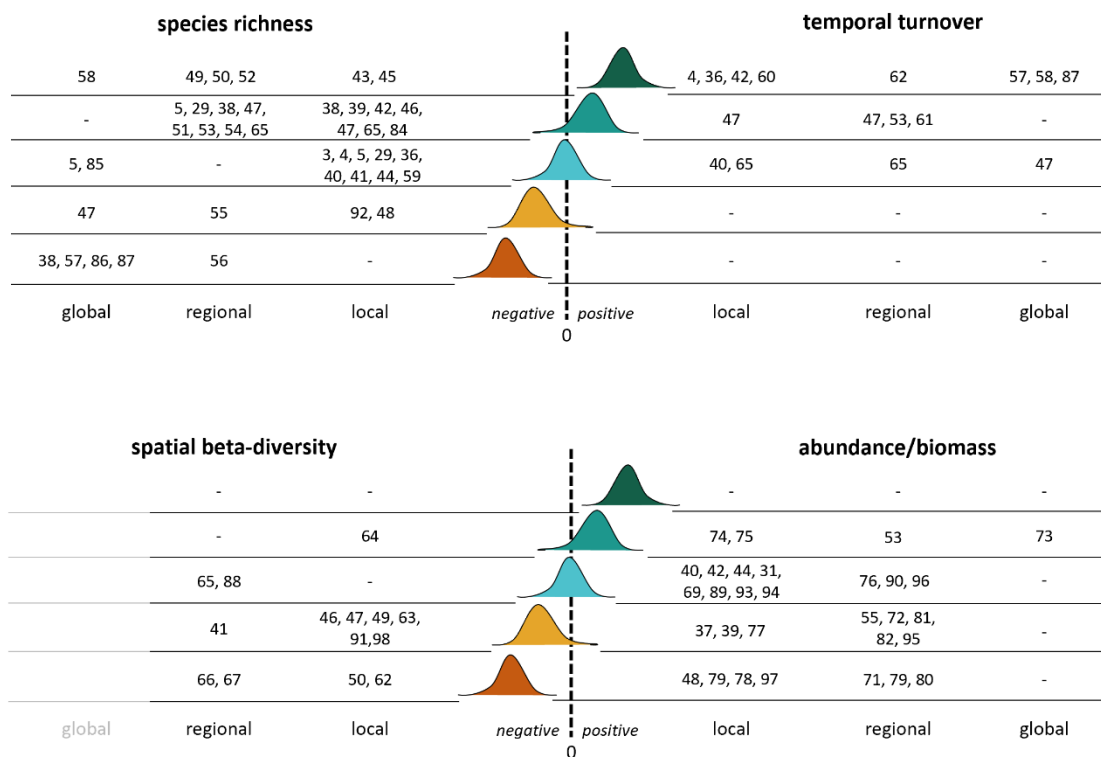 species richness temporal turnover
58 49, 50, 52 43, 45 4, 36, 42, 60 62 57, 58, 87
- 5, 29, 38, 47, 38, 39, 42, 46, 47 47, 53, 61 -
51, 53, 54, 65 47, 65, 84
5, 85 - 3, 4, 5, 29, 36, 40, 65 65 47
40, 41, 44, 59
47 55 92, 48 - - -
38, 57, 86, 87 56 - - - -
global regional local negative positive local regional global
0
spatial beta-diversity abundance/biomass
- - - - -
- 64 74, 75 53 73
65, 88 - 40, 42, 44, 31, 76, 90, 96 -
69, 89, 93, 94
41 46, 47, 49, 63, 37, 39, 77 55, 72, 81, -
91,98 82, 95
66, 67 50, 62 48, 79, 78, 97 71, 79, 80 -
global regional local negative positive local regional global
0